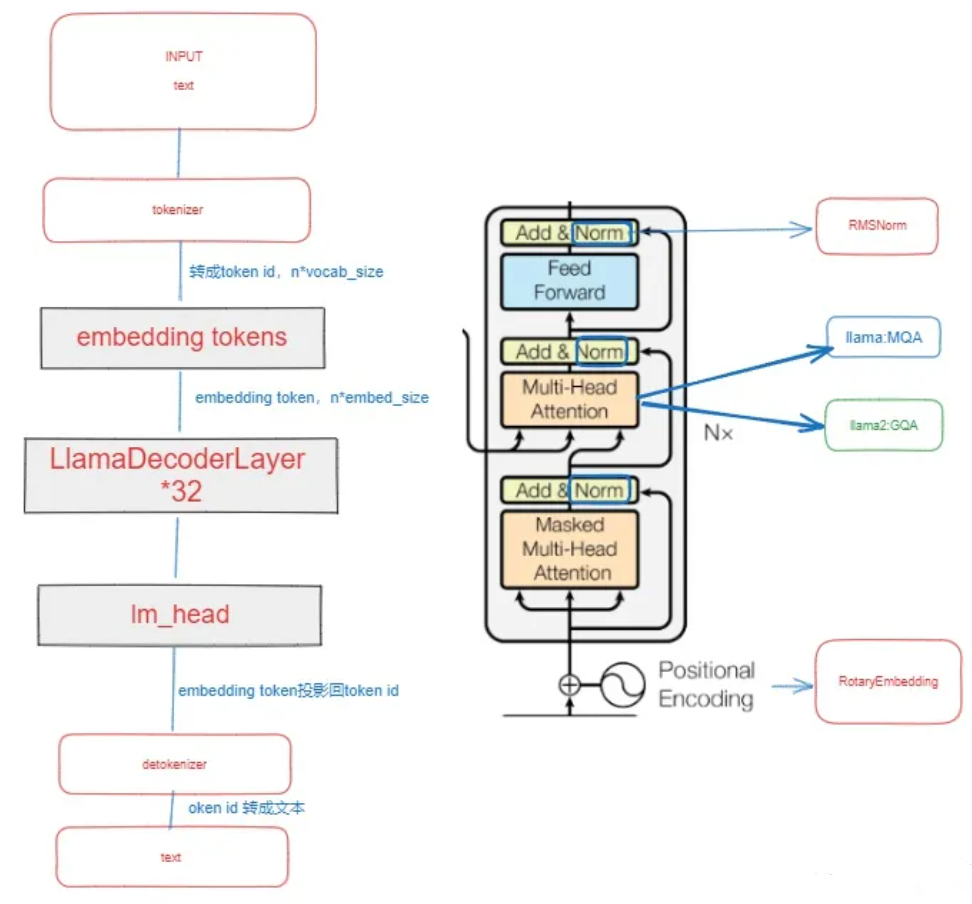 INPUT
text
tokenizer
转成token id，n*vocab_size
embedding tokens
embedding token，n*embed_size
LlamaDecoderLayer
*32
lm_head
embedding token投影回token id
detokenizer
oken id 转成文本
text
Add & Norm
Feed
Forward
Add & Norm
Multi-Head
Attention
Add & Norm
Masked
Multi-Head
Attention
N×
Positional
Encoding
RMSNorm
llama:MQA
llama2:GQA
RotaryEmbedding